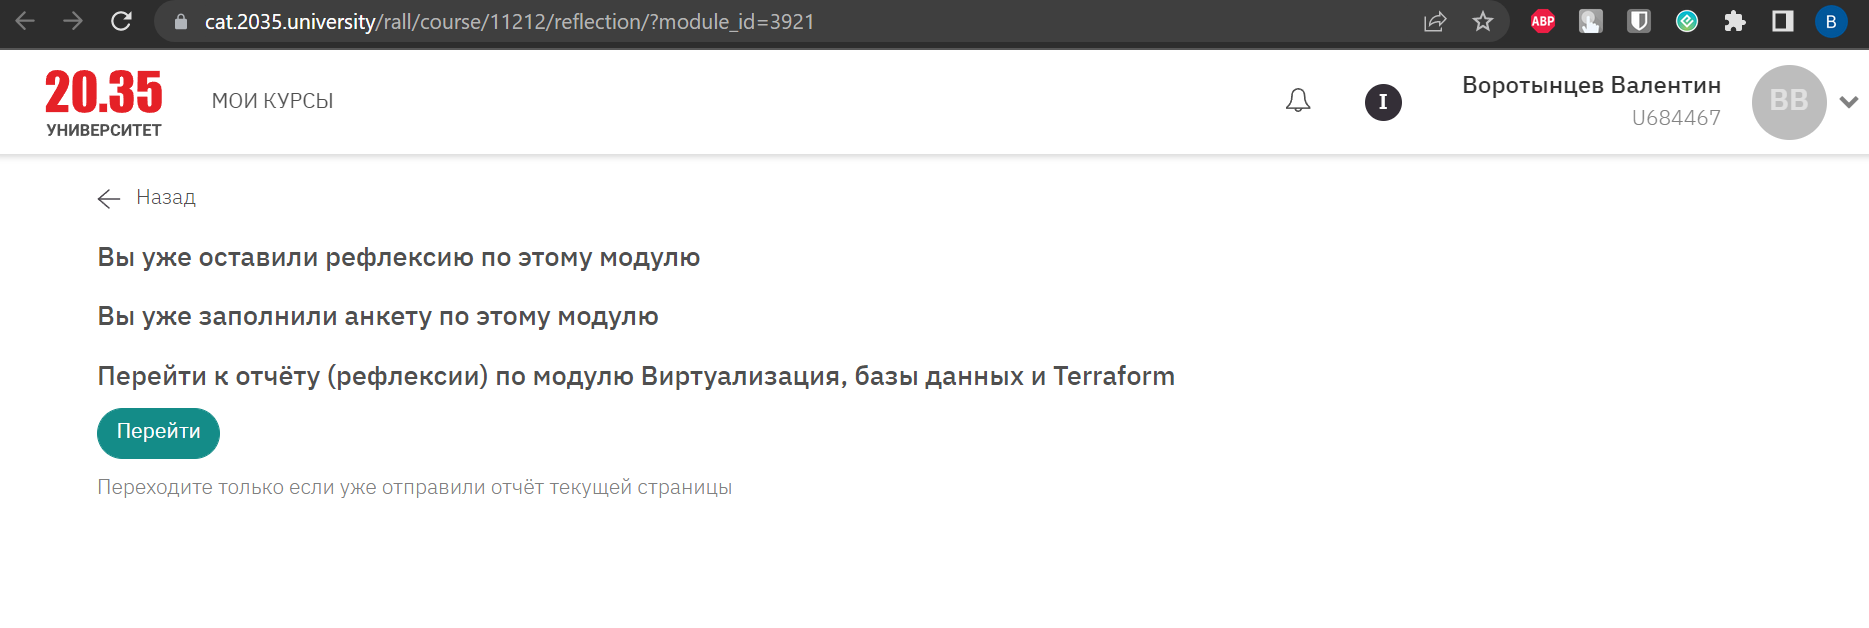 cat.2035.university/rall/course/11212/reflection/?module_id=3921
ABP
B
20.35
УНИВЕРСИТЕТ
МОИ КУРСЫ
I
Воротынцев Валентин
U684467
ВВ
Назад
Вы уже оставили рефлексию по этому модулю
Вы уже заполнили анкету по этому модулю
Перейти к отчёту (рефлексии) по модулю Виртуализация, базы данных и Terraform
Перейти
Переходите только если уже отправили отчёт текущей страницы